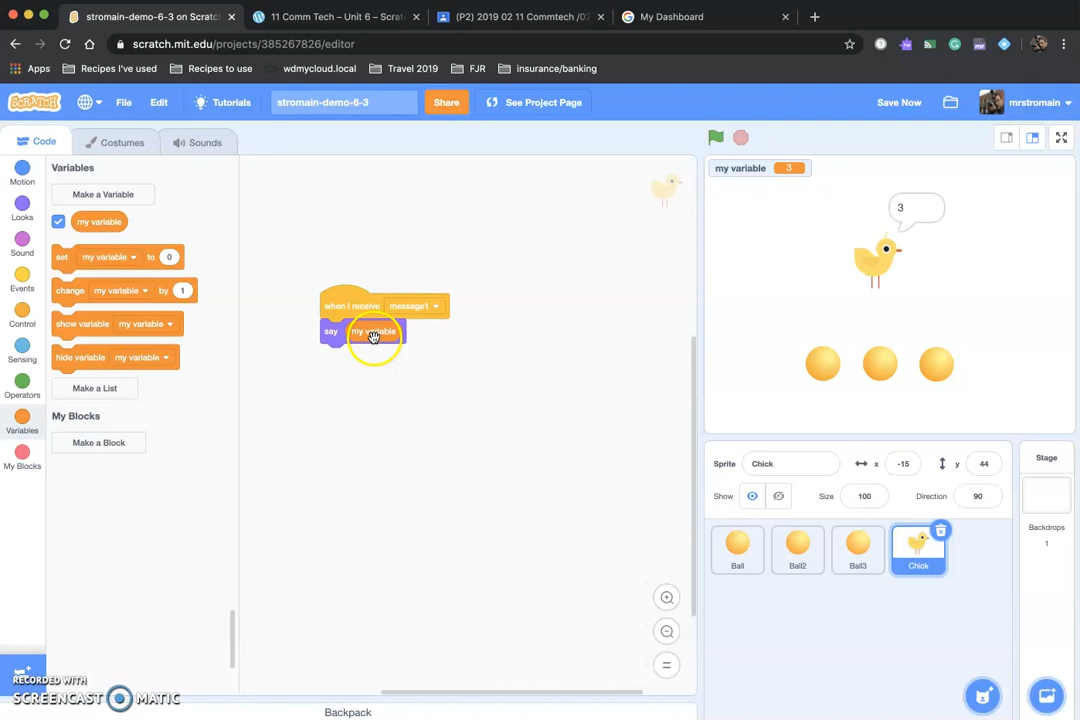 stromain-demo-6-3 on Scratc
11 Comm Tech – Unit 6 – Scratc
(P2) 2019 02 11 Commtech /02
My Dashboard
scratch.mit.edu/projects/385267826/editor
Apps
Recipes I've used
Recipes to use
wdmycloud.local
Travel 2019
FJR
insurance/banking
SCRATCH
File
Edit
Tutorials
stromain-demo-6-3
Share
See Project Page
Save Now
mrstromain
Code
Costumes
Sounds
Motion
Looks
Sound
Events
Control
Sensing
Operators
Variables
My Blocks
Variables
Make a Variable
my variable
set my variable to 0
change my variable by 1
show variable my variable
hide variable my variable
Make a List
My Blocks
Make a Block
when I receive message1
say my variable
my variable 3
3
Sprite Chick x -15 y 44
Show Size 100 Direction 90
Ball
Ball2
Ball3
Chick
Stage
Backdrops
1
Backpack
RECORDED WITH
SCREENCAST MATIC